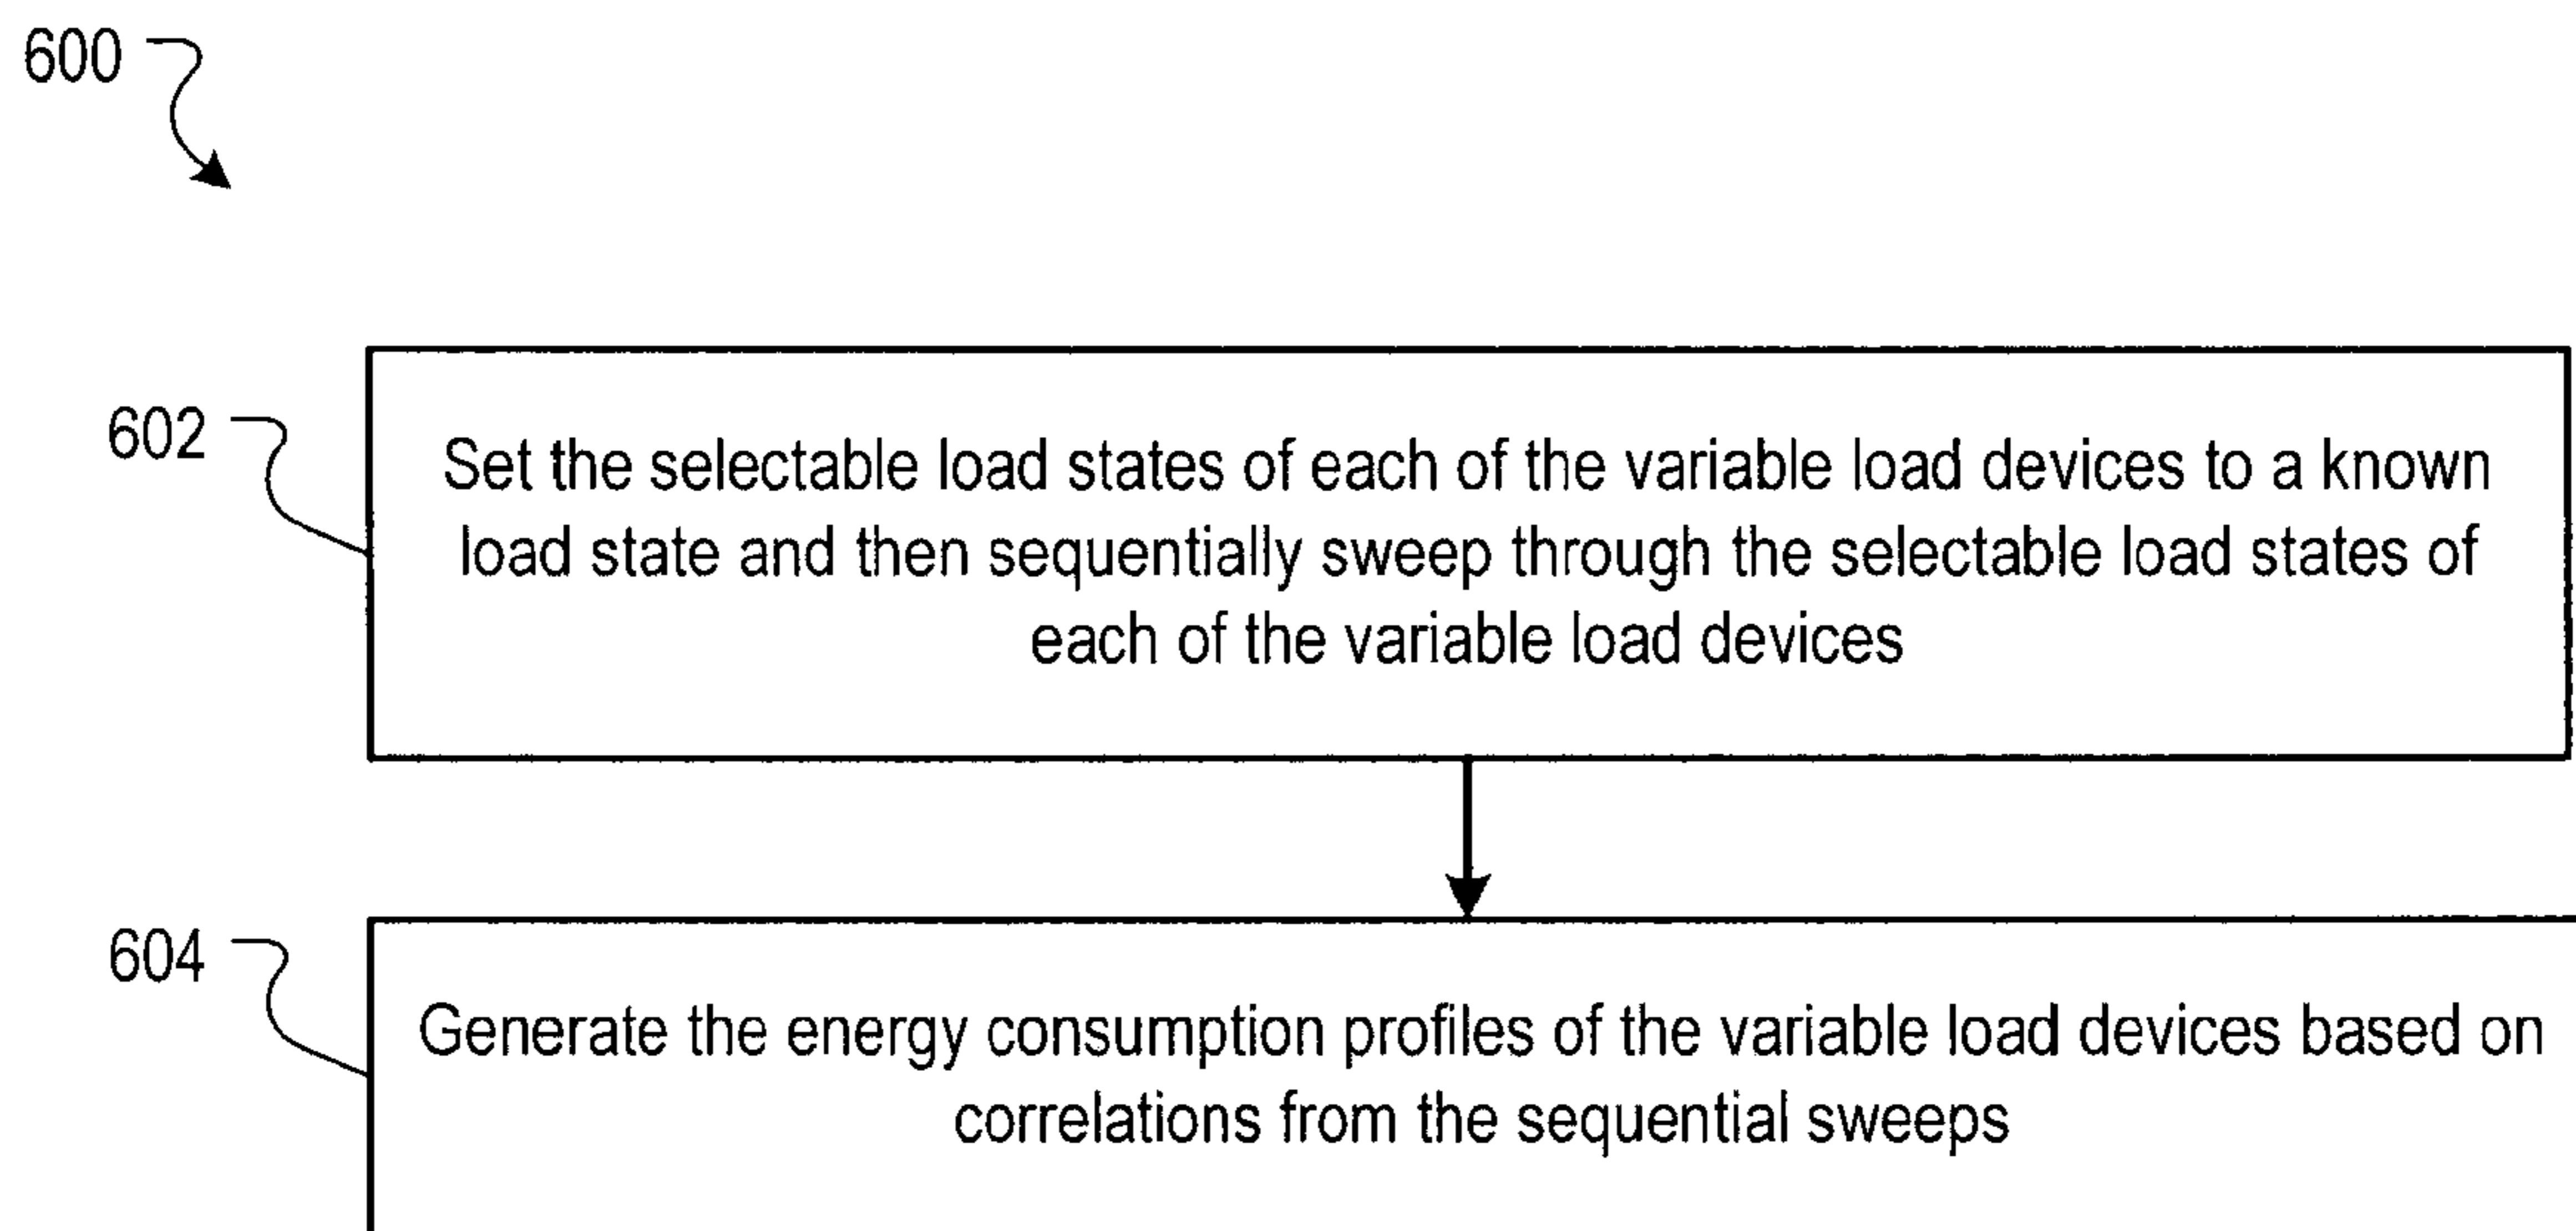 600
602
Set the selectable load states of each of the variable load devices to a known
load state and then sequentially sweep through the selectable load states of
each of the variable load devices
604
Generate the energy consumption profiles of the variable load devices based on
correlations from the sequential sweeps